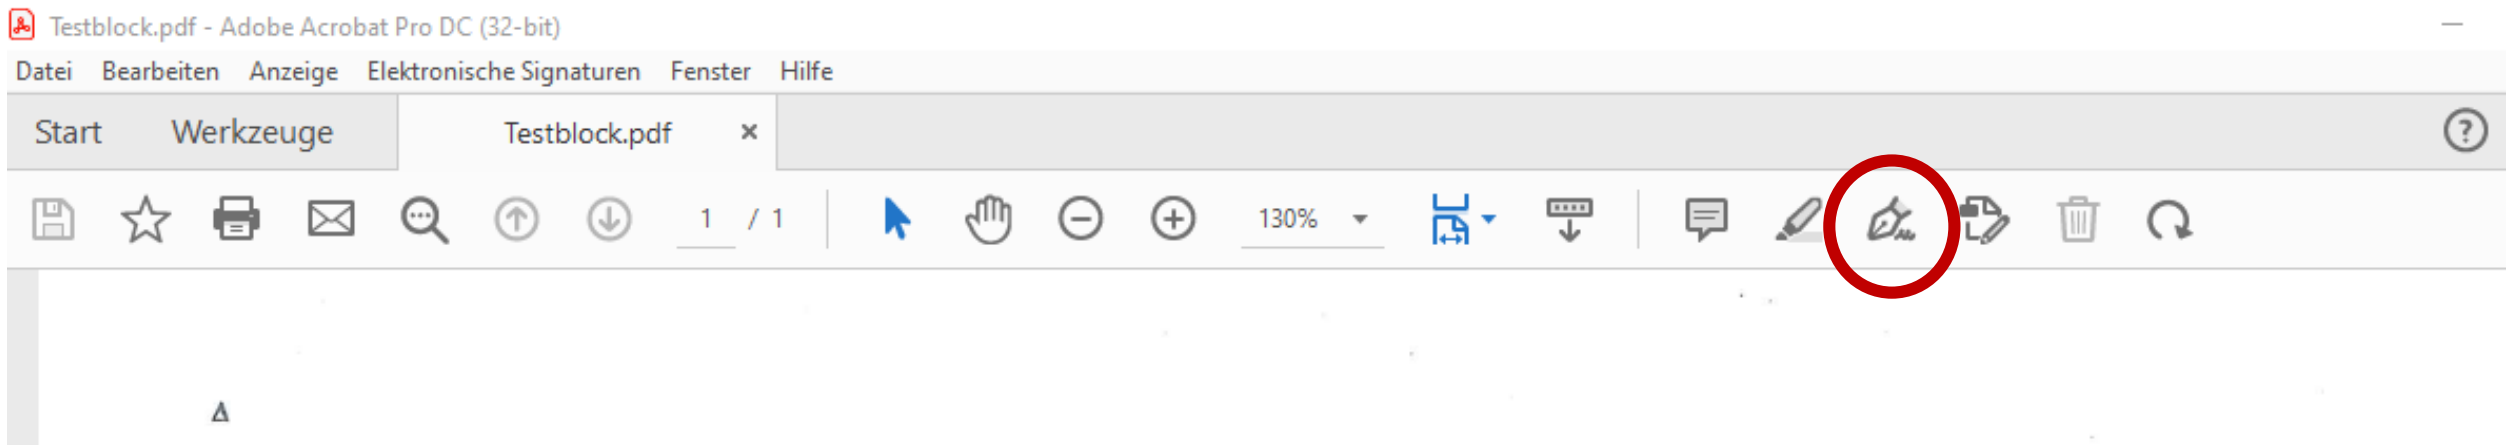 Testblock.pdf - Adobe Acrobat Pro DC (32-bit)
Datei Bearbeiten Anzeige Elektronische Signaturen Fenster Hilfe
Start Werkzeuge Testblock.pdf
1 / 1 130%